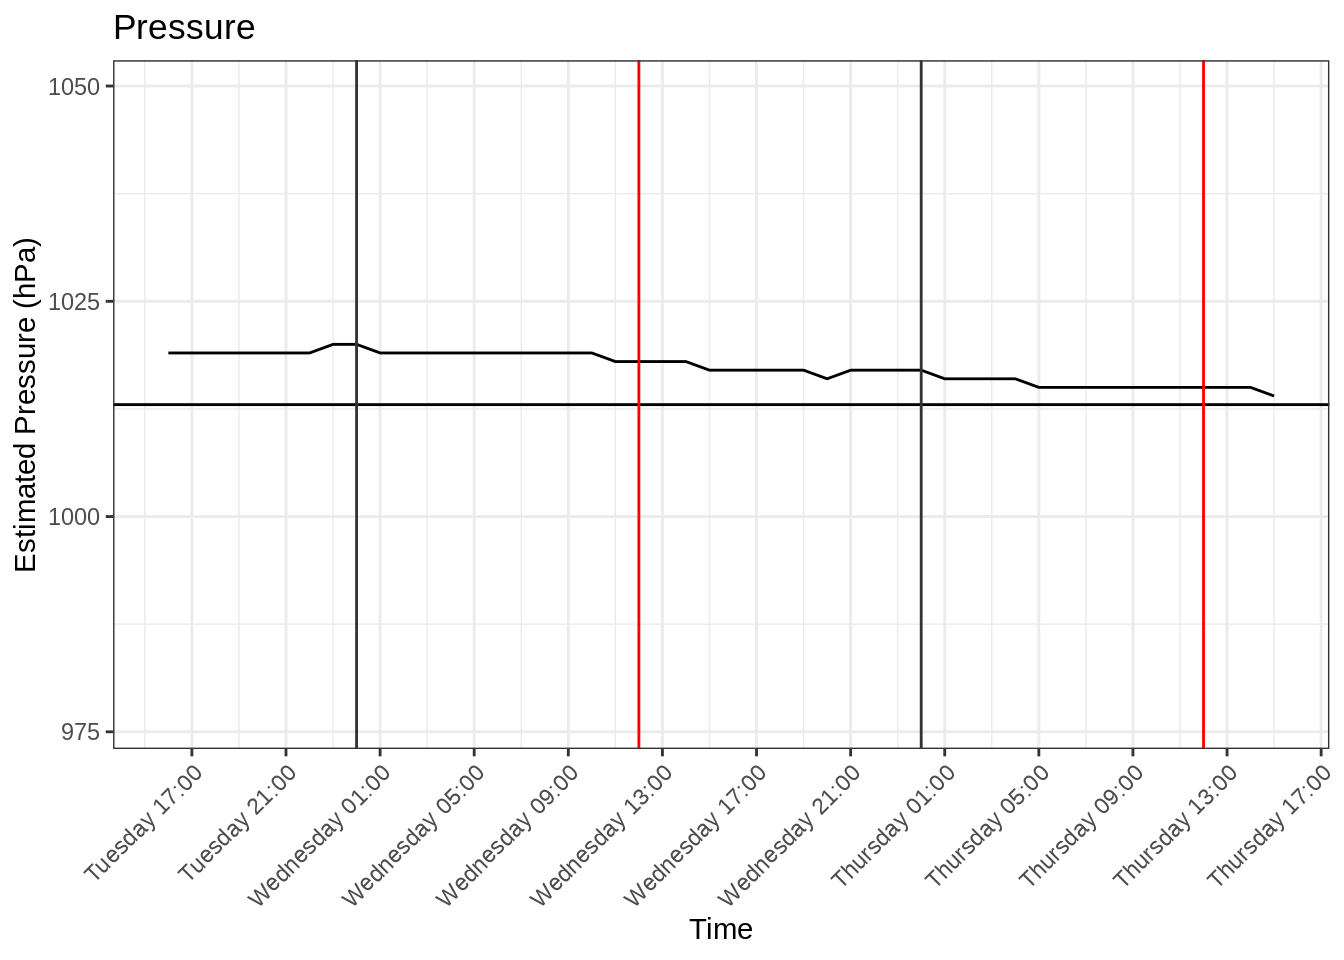 Pressure
Estimated Pressure (hPa)
1050
1025
1000
975
Tuesday 17:00
Tuesday 21:00
Wednesday 01:00
Wednesday 05:00
Wednesday 09:00
Wednesday 13:00
Wednesday 17:00
Wednesday 21:00
Thursday 01:00
Thursday 05:00
Thursday 09:00
Thursday 13:00
Thursday 17:00
Time